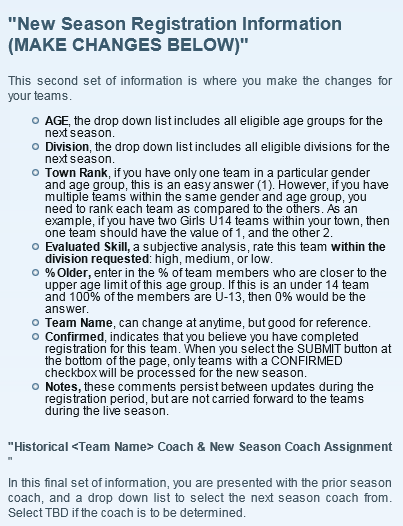 "New Season Registration Information
(MAKE CHANGES BELOW)"
This second set of information is where you make the changes for
your teams.
AGE, the drop down list includes all eligible age groups for the
next season.
Division, the drop down list includes all eligible divisions for the
next season.
Town Rank, if you have only one team in a particular gender
and age group, this is an easy answer (1). However, if you have
multiple teams within the same gender and age group, you
need to rank each team as compared to the others. As an
example, if you have two Girls U14 teams within your town, then
one team should have the value of 1, and the other 2.
Evaluated Skill, a subjective analysis, rate this team within the
division requested: high, medium, or low.
%Older, enter in the % of team members who are closer to the
upper age limit of this age group. If this is an under 14 team
and 100% of the members are U-13, then 0% would be the
answer.
Team Name, can change at anytime, but good for reference.
Confirmed, indicates that you believe you have completed
registration for this team. When you select the SUBMIT button at
the bottom of the page, only teams with a CONFIRMED
checkbox will be processed for the new season.
Notes, these comments persist between updates during the
registration period, but are not carried forward to the teams
during the live season.
"Historical <Team Name> Coach & New Season Coach Assignment
"
In this final set of information, you are presented with the prior season
coach, and a drop down list to select the next season coach from.
Select TBD if the coach is to be determined.